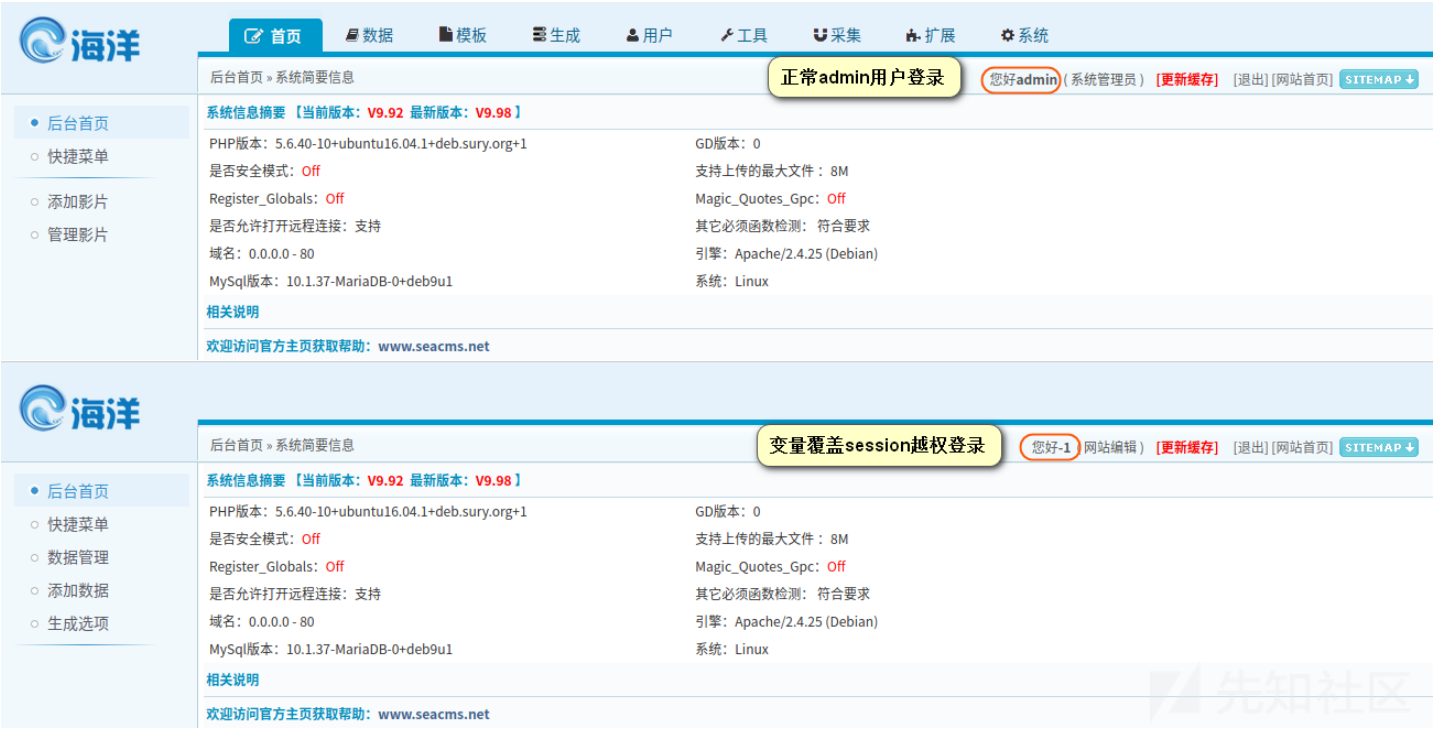 海洋 首页 数据 模板 生成 用户 工具 采集 扩展 系统
正常admin用户登录
后台首页 » 系统简要信息 您好admin ( 系统管理员 ) [更新缓存] [退出] [网站首页] SITEMAP
后台首页
快捷菜单
添加影片
管理影片
系统信息摘要 【当前版本：V9.92 最新版本：V9.98 】
PHP版本：5.6.40-10+ubuntu16.04.1+deb.sury.org+1 GD版本：0
是否安全模式：Off 支持上传的最大文件 ：8M
Register_Globals：Off Magic_Quotes_Gpc：Off
是否允许打开远程连接：支持 其它必须函数检测： 符合要求
域名：0.0.0.0 - 80 引擎：Apache/2.4.25 (Debian)
MySql版本：10.1.37-MariaDB-0+deb9u1 系统：Linux
相关说明
欢迎访问官方主页获取帮助：www.seacms.net
海洋
变量覆盖session越权登录
后台首页 » 系统简要信息 您好-1 网站编辑 ) [更新缓存] [退出] [网站首页] SITEMAP
后台首页
快捷菜单
数据管理
添加数据
生成选项
系统信息摘要 【当前版本：V9.92 最新版本：V9.98 】
PHP版本：5.6.40-10+ubuntu16.04.1+deb.sury.org+1 GD版本：0
是否安全模式：Off 支持上传的最大文件 ：8M
Register_Globals：Off Magic_Quotes_Gpc：Off
是否允许打开远程连接：支持 其它必须函数检测： 符合要求
域名：0.0.0.0 - 80 引擎：Apache/2.4.25 (Debian)
MySql版本：10.1.37-MariaDB-0+deb9u1 系统：Linux
相关说明
欢迎访问官方主页获取帮助：www.seacms.net
先知社区